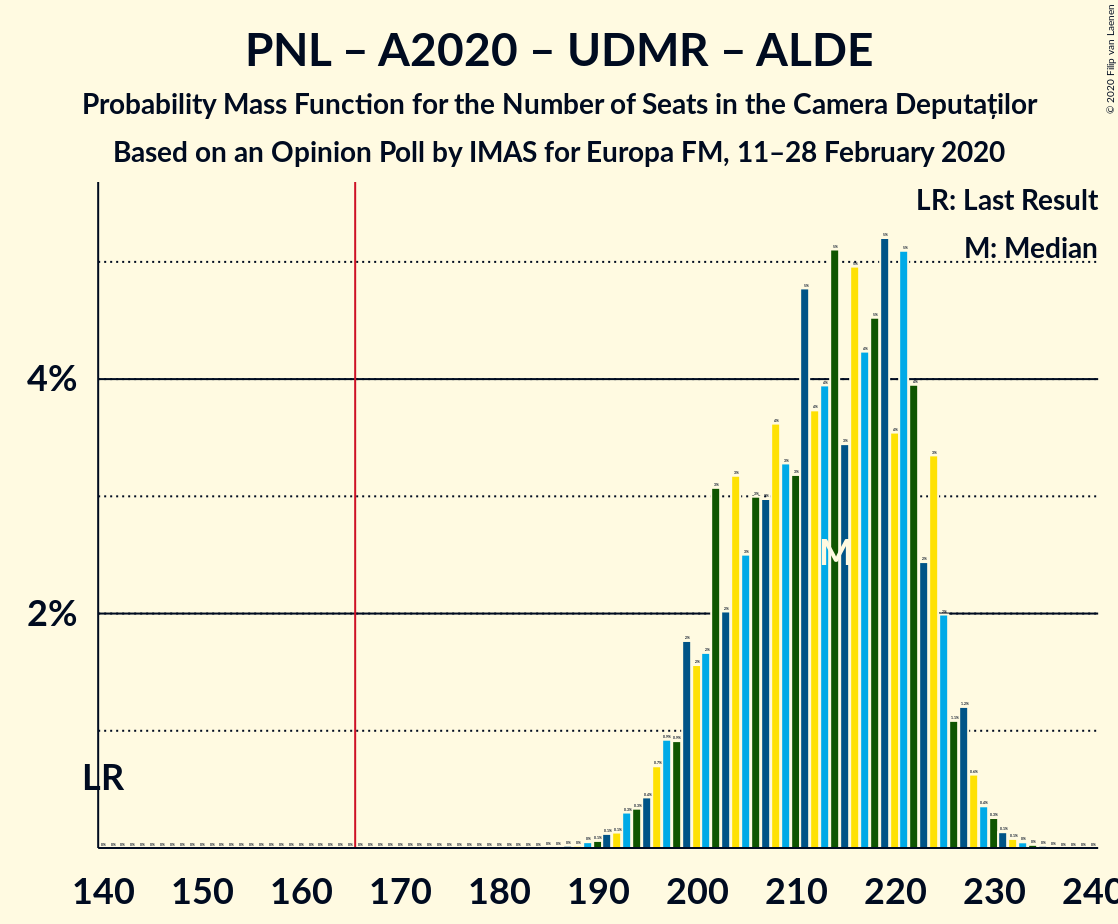 PNL – A2020 – UDMR – ALDE
Probability Mass Function for the Number of Seats in the Camera Deputaților
Based on an Opinion Poll by IMAS for Europa FM, 11–28 February 2020
© 2020 Filip van Laenen
LR: Last Result
M: Median
4%
2%
LR
M
140 150 160 170 180 190 200 210 220 230 240